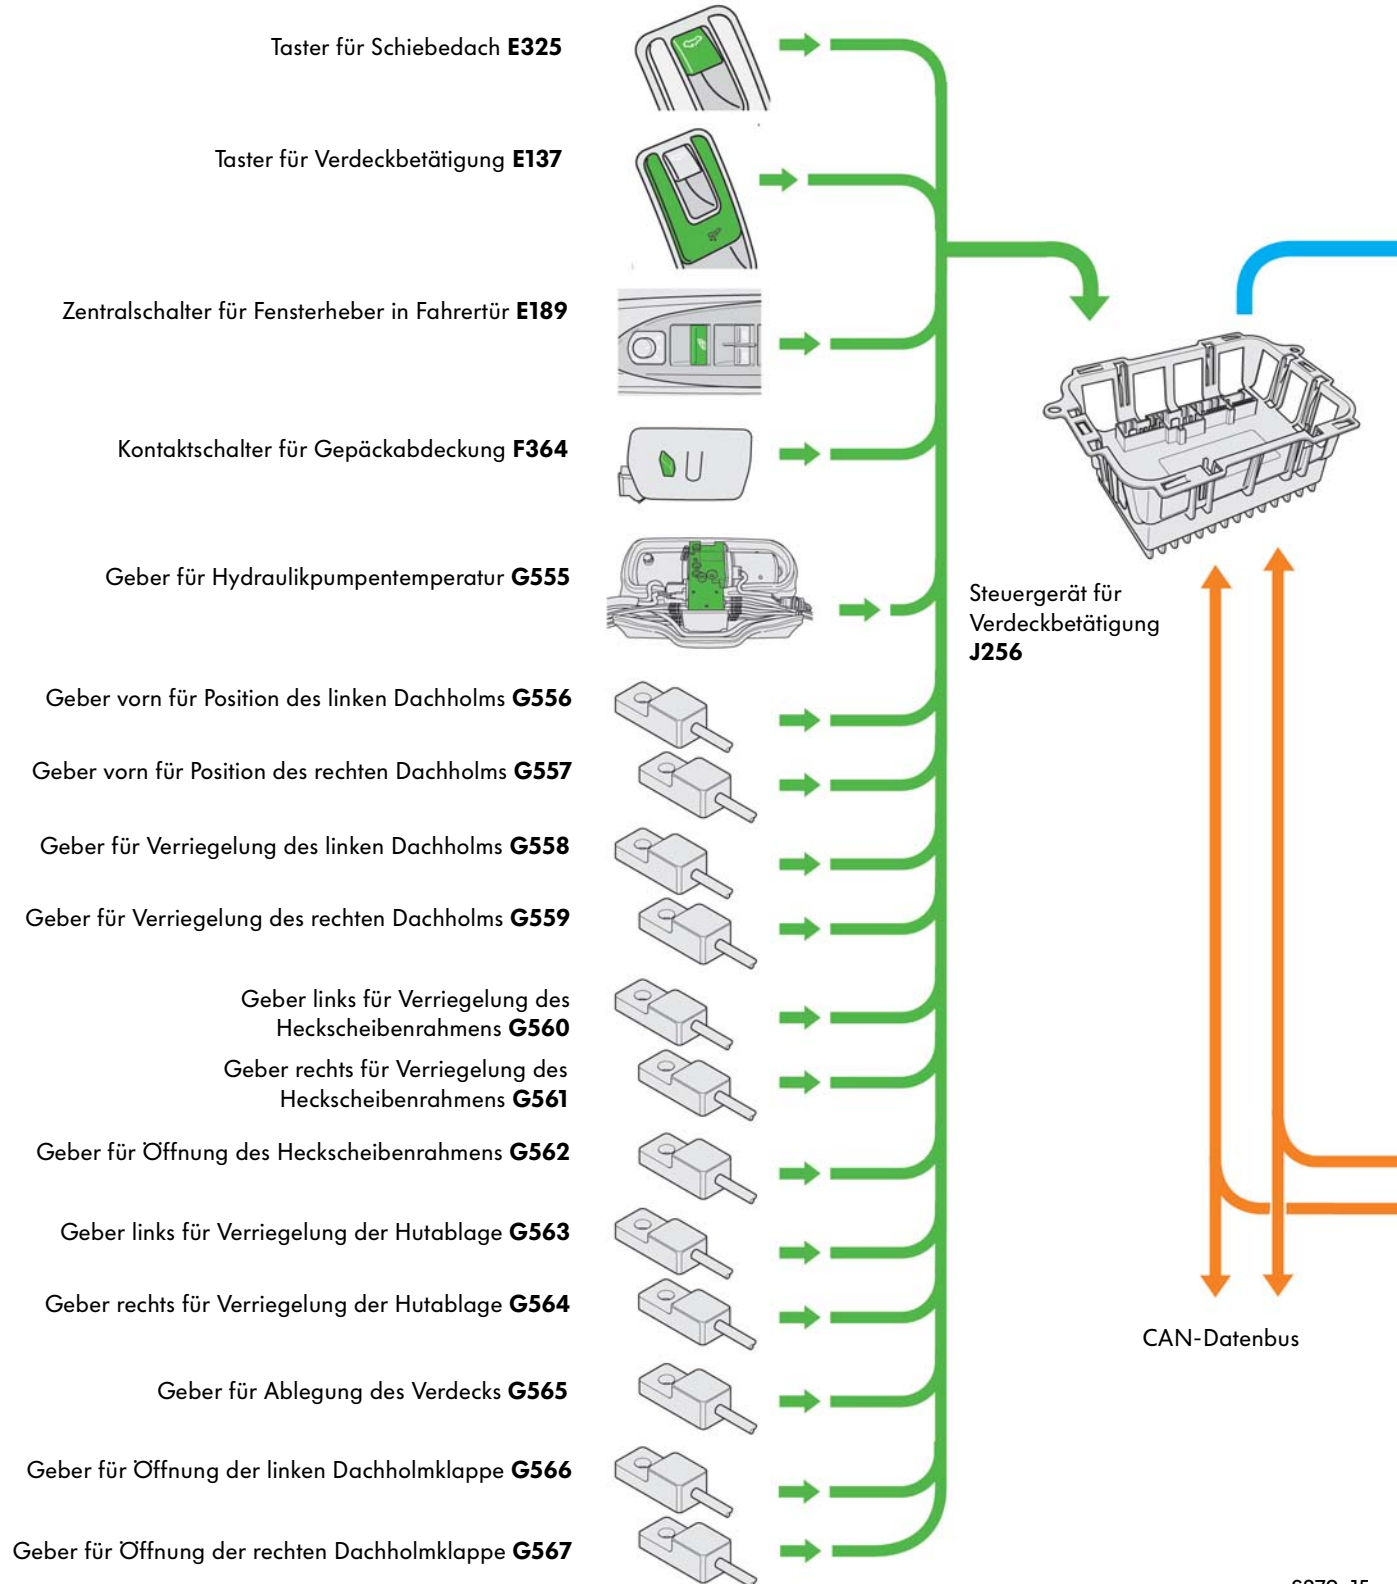 Taster für Schiebedach E325
Taster für Verdeckbetätigung E137
Zentralschalter für Fensterheber in Fahrertür E189
Kontaktschalter für Gepäckabdeckung F364
Geber für Hydraulikpumpentemperatur G555
Steuergerät für
Verdeckbetätigung
J256
Geber vorn für Position des linken Dachholms G556
Geber vorn für Position des rechten Dachholms G557
Geber für Verriegelung des linken Dachholms G558
Geber für Verriegelung des rechten Dachholms G559
Geber links für Verriegelung des
Heckscheibenrahmens G560
Geber rechts für Verriegelung des
Heckscheibenrahmens G561
Geber für Öffnung des Heckscheibenrahmens G562
Geber links für Verriegelung der Hutablage G563
Geber rechts für Verriegelung der Hutablage G564
CAN-Datenbus
Geber für Ablegung des Verdecks G565
Geber für Öffnung der linken Dachholmklappe G566
Geber für Öffnung der rechten Dachholmklappe G567